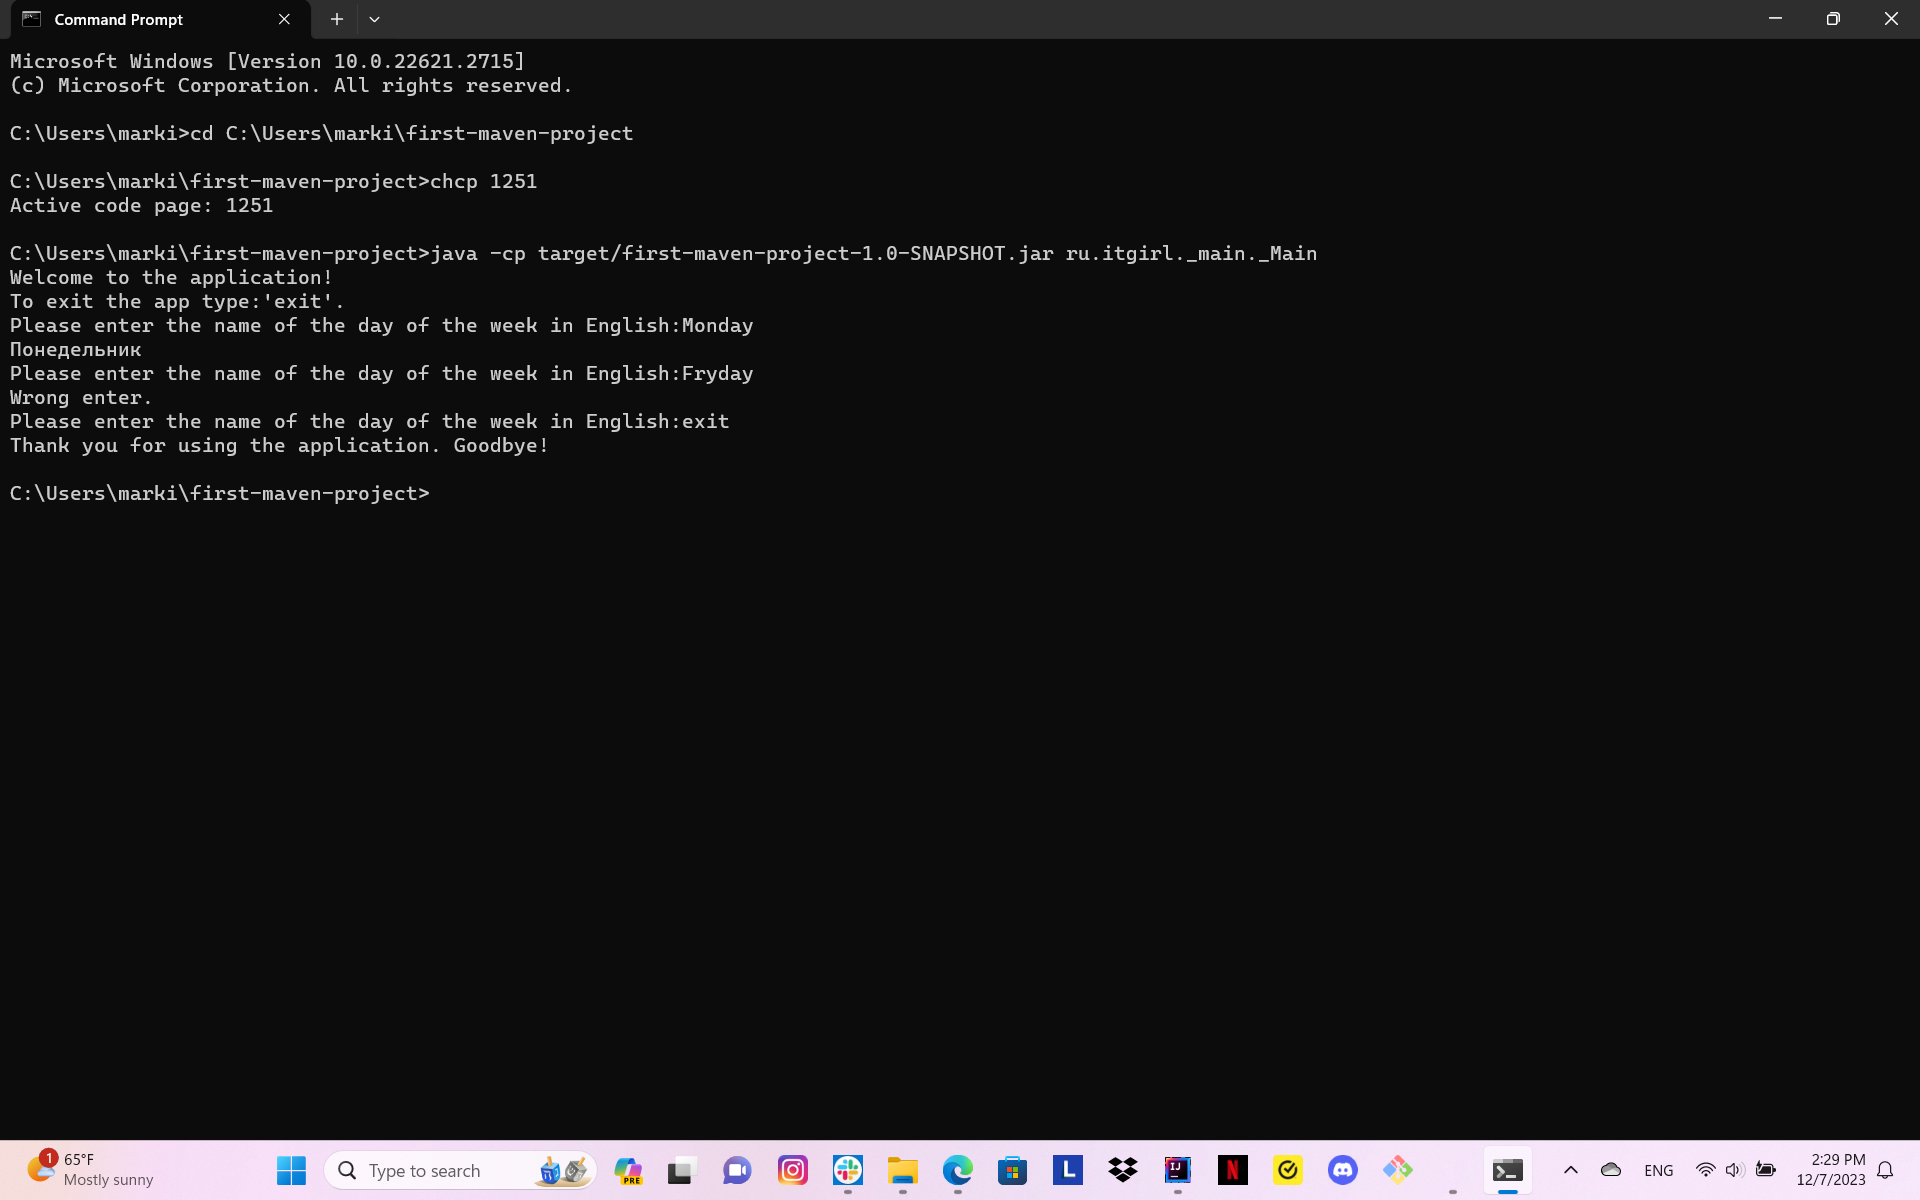 Command Prompt
Microsoft Windows [Version 10.0.22621.2715]
(c) Microsoft Corporation. All rights reserved.
C:\Users\marki>cd C:\Users\marki\first-maven-project
C:\Users\marki\first-maven-project>chcp 1251
Active code page: 1251
C:\Users\marki\first-maven-project>java -cp target/first-maven-project-1.0-SNAPSHOT.jar ru.itgirl._main._Main
Welcome to the application!
To exit the app type:'exit'.
Please enter the name of the day of the week in English:Monday
Понедельник
Please enter the name of the day of the week in English:Fryday
Wrong enter.
Please enter the name of the day of the week in English:exit
Thank you for using the application. Goodbye!
C:\Users\marki\first-maven-project>
1
65°F
Mostly sunny
Type to search
PRE
L
IJ
N
ENG
2:29 PM
12/7/2023